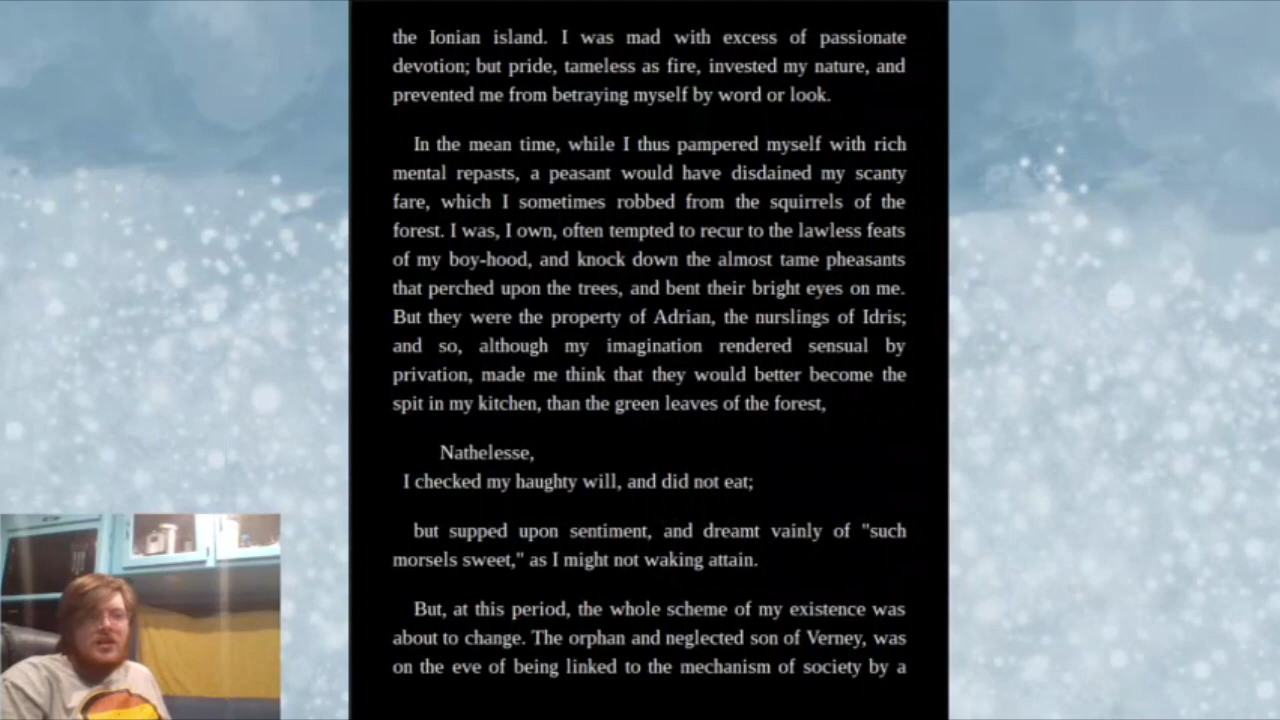 the Ionian island. I was mad with excess of passionate
devotion; but pride, tameless as fire, invested my nature, and
prevented me from betraying myself by word or look.
In the mean time, while I thus pampered myself with rich
mental repasts, a peasant would have disdained my scanty
fare, which I sometimes robbed from the squirrels of the
forest. I was, I own, often tempted to recur to the lawless feats
of my boy-hood, and knock down the almost tame pheasants
that perched upon the trees, and bent their bright eyes on me.
But they were the property of Adrian, the nurslings of Idris;
and so, although my imagination rendered sensual by
privation, made me think that they would better become the
spit in my kitchen, than the green leaves of the forest,
Nathelesse,
I checked my haughty will, and did not eat;
but supped upon sentiment, and dreamt vainly of "such
morsels sweet," as I might not waking attain.
But, at this period, the whole scheme of my existence was
about to change. The orphan and neglected son of Verney, was
on the eve of being linked to the mechanism of society by a